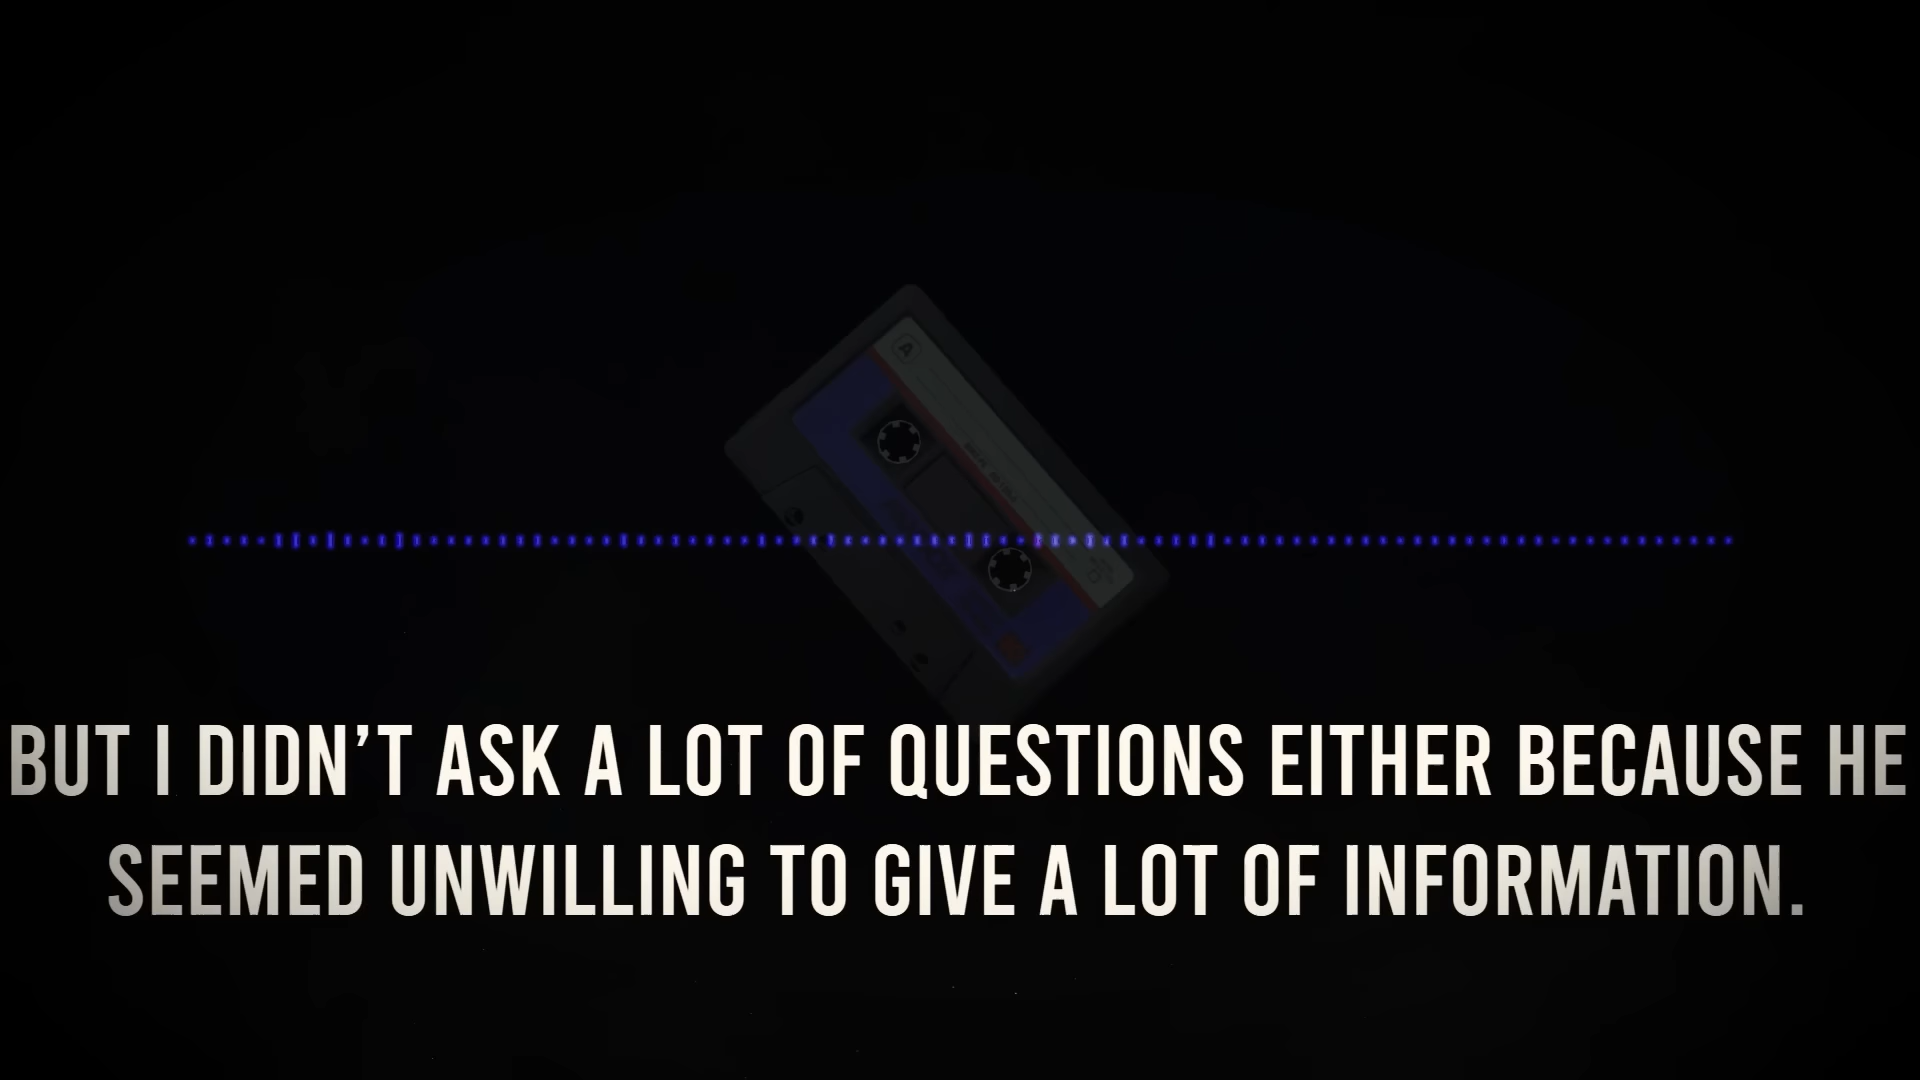 A
BUT I DIDN’T ASK A LOT OF QUESTIONS EITHER BECAUSE HE
SEEMED UNWILLING TO GIVE A LOT OF INFORMATION.